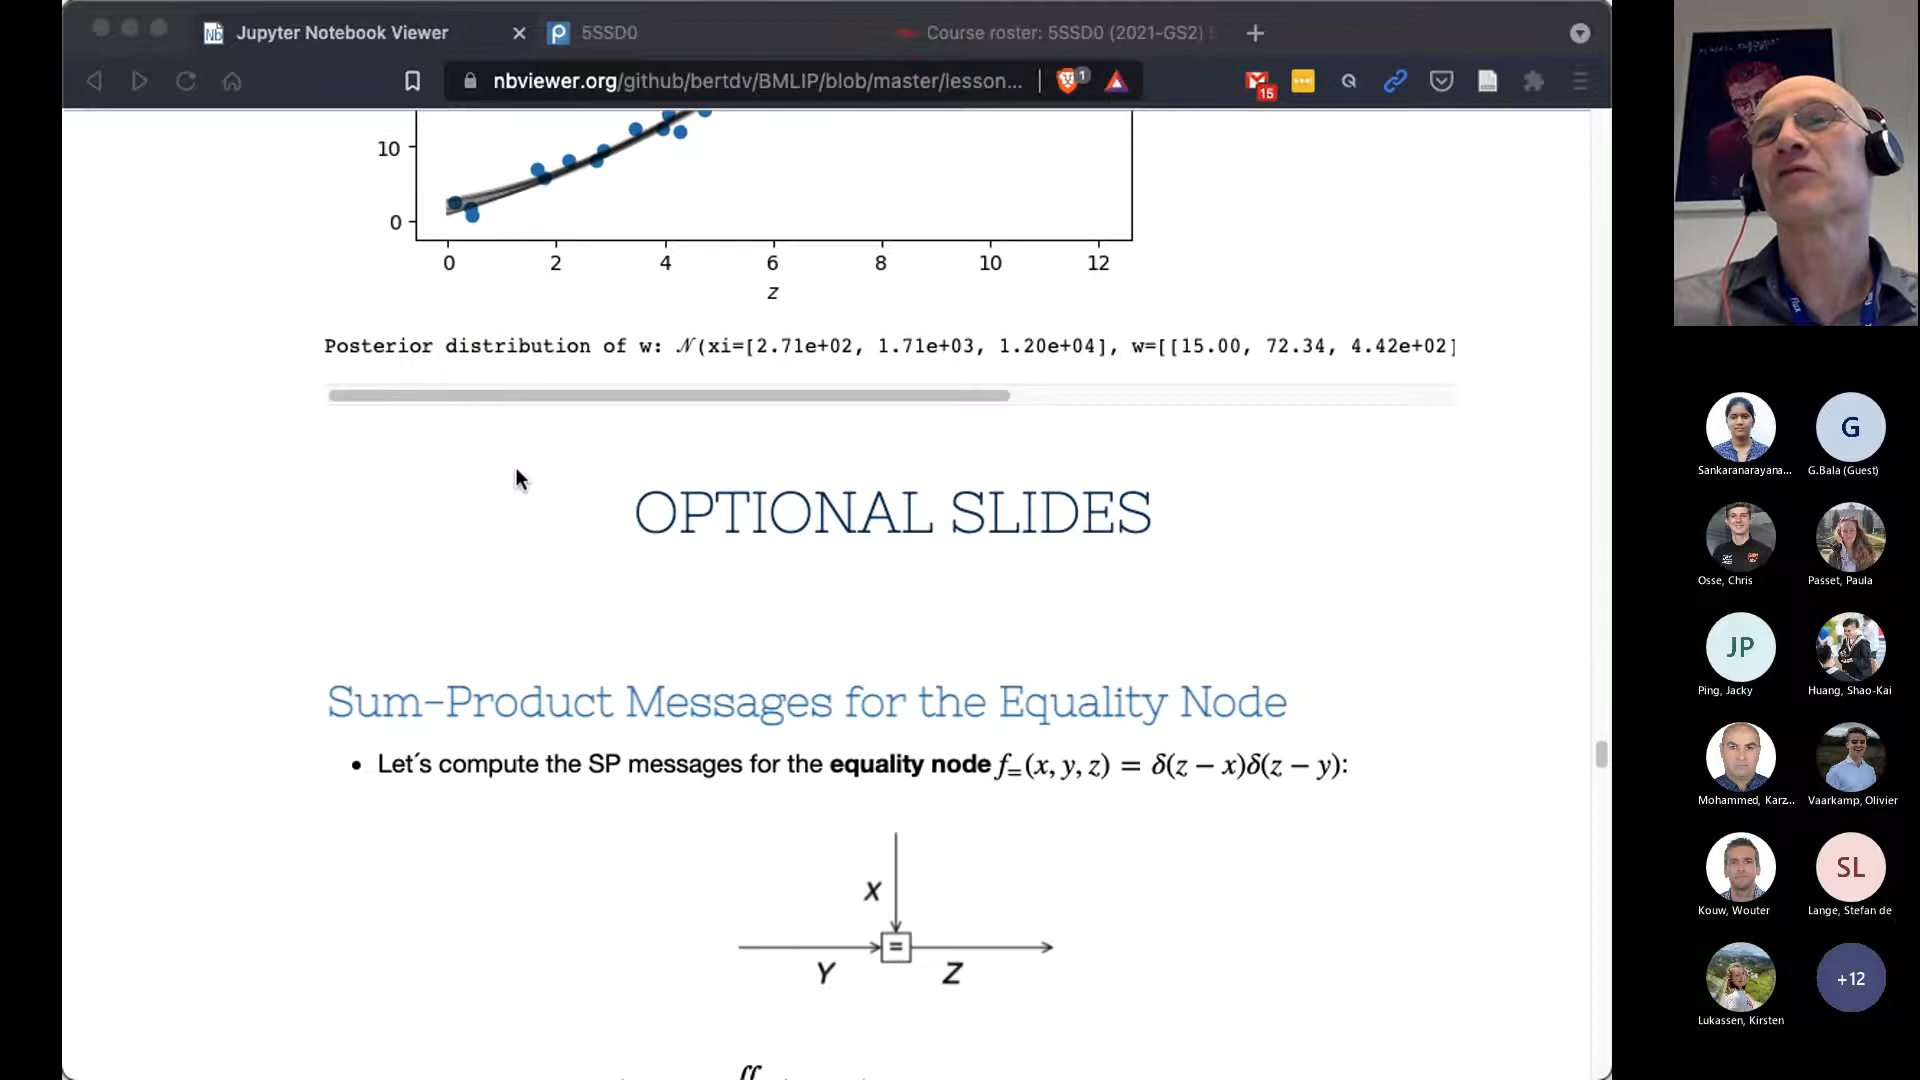 Jupyter Notebook Viewer
5SSD0
Course roster: 5SSD0 (2021-GS2)
nbviewer.org/github/bertdv/BMLIP/blob/master/lesson...
1
15
10
0
0 2 4 6 8 10 12
z
Posterior distribution of w: 𝒩(xi=[2.71e+02, 1.71e+03, 1.20e+04], w=[[15.00, 72.34, 4.42e+02]
OPTIONAL SLIDES
Sum-Product Messages for the Equality Node
• Let´s compute the SP messages for the equality node f=(x, y, z) = δ(z − x)δ(z − y):
X
=
Y
Z
flux
Sankaranarayana...
G
G.Bala (Guest)
Osse, Chris
Passet, Paula
JP
Ping, Jacky
Huang, Shao-Kai
Mohammed, Karz...
Vaarkamp, Olivier
Kouw, Wouter
SL
Lange, Stefan de
Lukassen, Kirsten
+12